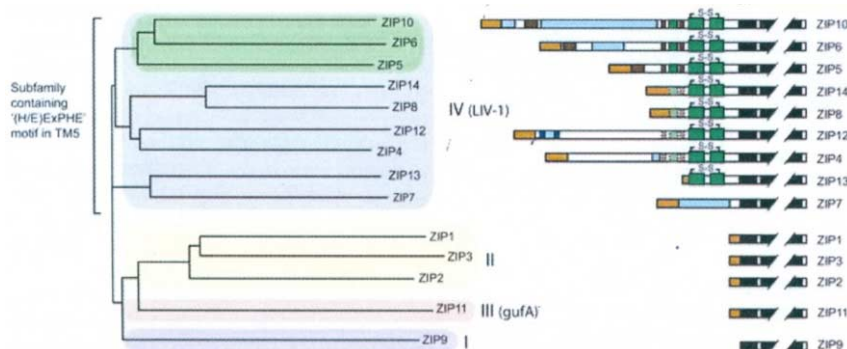 ZIP10
ZIP6
ZIP5
ZIP14
ZIP8
ZIP12
ZIP4
ZIP13
ZIP7
Subfamily
containing
'(H/E)ExPHE'
motif in TM5
IV (LIV-1)
ZIP1
ZIP3
ZIP2
II
ZIP11
III (gufA)
ZIP9
I
S-S
ZIP10
S-S
ZIP6
S-S
ZIP5
S-S
ZIP14
S-S
ZIP8
S-S
ZIP12
S-S
ZIP4
S-S
ZIP13
ZIP7
ZIP1
ZIP3
ZIP2
ZIP11
ZIP9